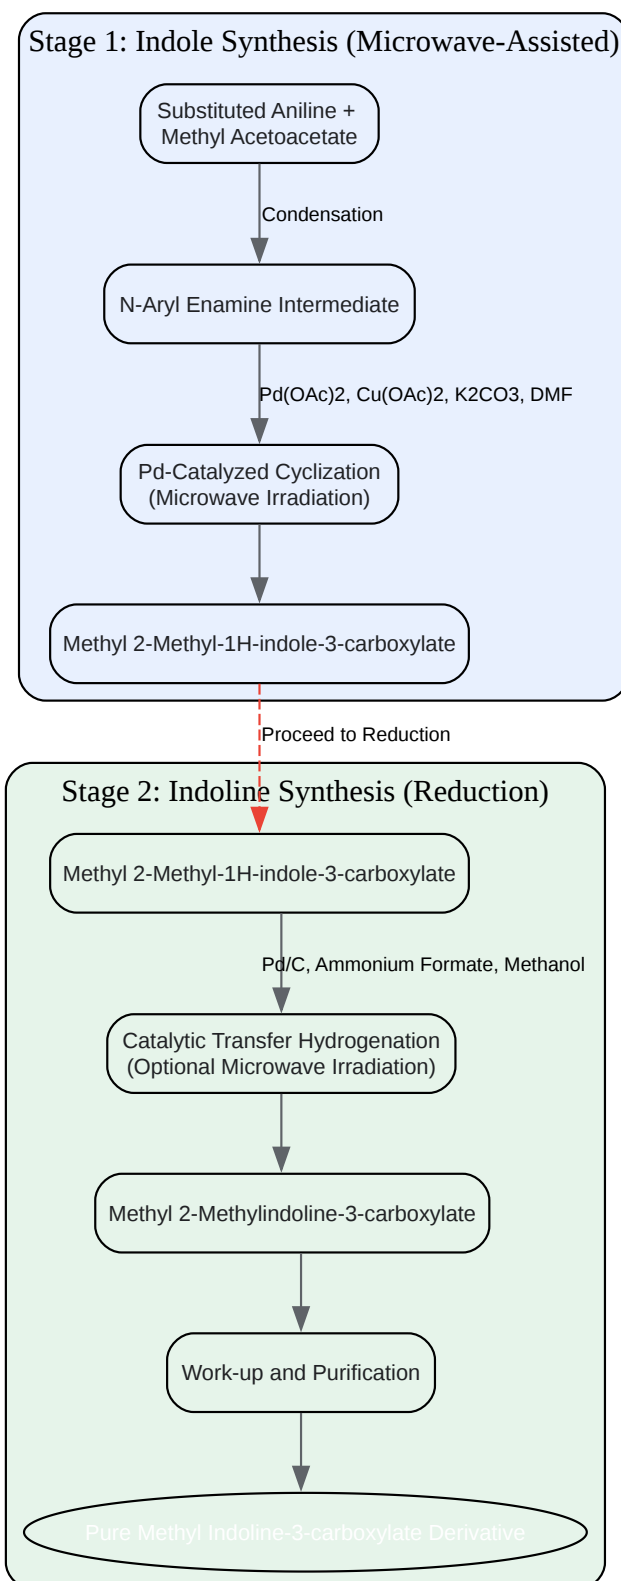 Stage 1: Indole Synthesis (Microwave-Assisted)
Substituted Aniline +
Methyl Acetoacetate
Condensation
N-Aryl Enamine Intermediate
Pd(OAc)2, Cu(OAc)2, K2CO3, DMF
Pd-Catalyzed Cyclization
(Microwave Irradiation)
Methyl 2-Methyl-1H-indole-3-carboxylate
Proceed to Reduction
Stage 2: Indoline Synthesis (Reduction)
Methyl 2-Methyl-1H-indole-3-carboxylate
Pd/C, Ammonium Formate, Methanol
Catalytic Transfer Hydrogenation
(Optional Microwave Irradiation)
Methyl 2-Methylindoline-3-carboxylate
Work-up and Purification
Pure Methyl Indoline-3-carboxylate Derivative